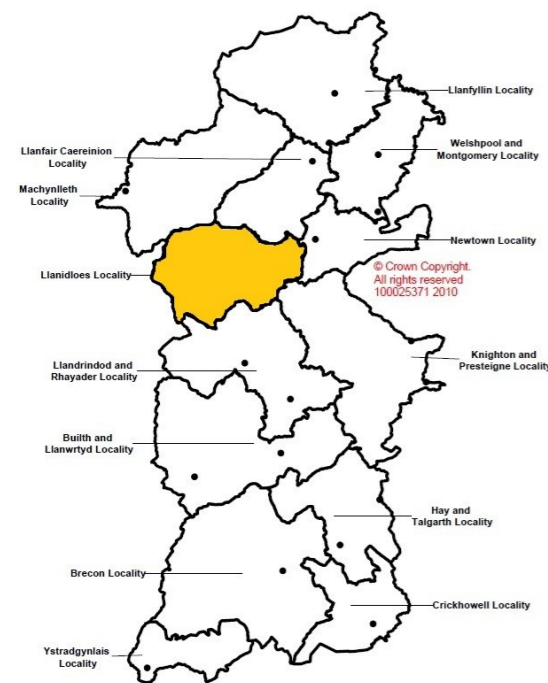 Llanfyllin Locality
Welshpool and
Montgomery Locality
Llanfair Caereinion
Locality
Machynlleth
Locality
Newtown Locality
© Crown Copyright.
All rights reserved
100025371 2010
Llanidloes Locality
Knighton and
Presteigne Locality
Llandrindod and
Rhayader Locality
Builth and
Llanwrtyd Locality
Hay and
Talgarth Locality
Brecon Locality
Crickhowell Locality
Ystradgynlais
Locality